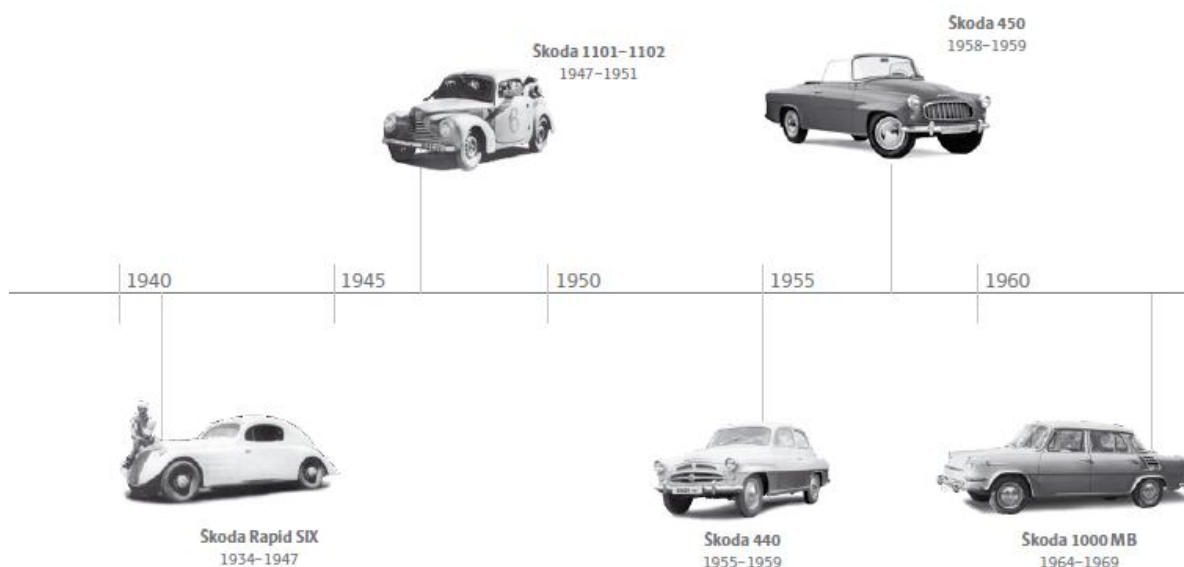 Škoda 1101–1102
1947–1951
Škoda 450
1958–1959
6
1940
1945
1950
1955
1960
Škoda Rapid SIX
1934–1947
Škoda 440
1955–1959
Škoda 1000 MB
1964–1969